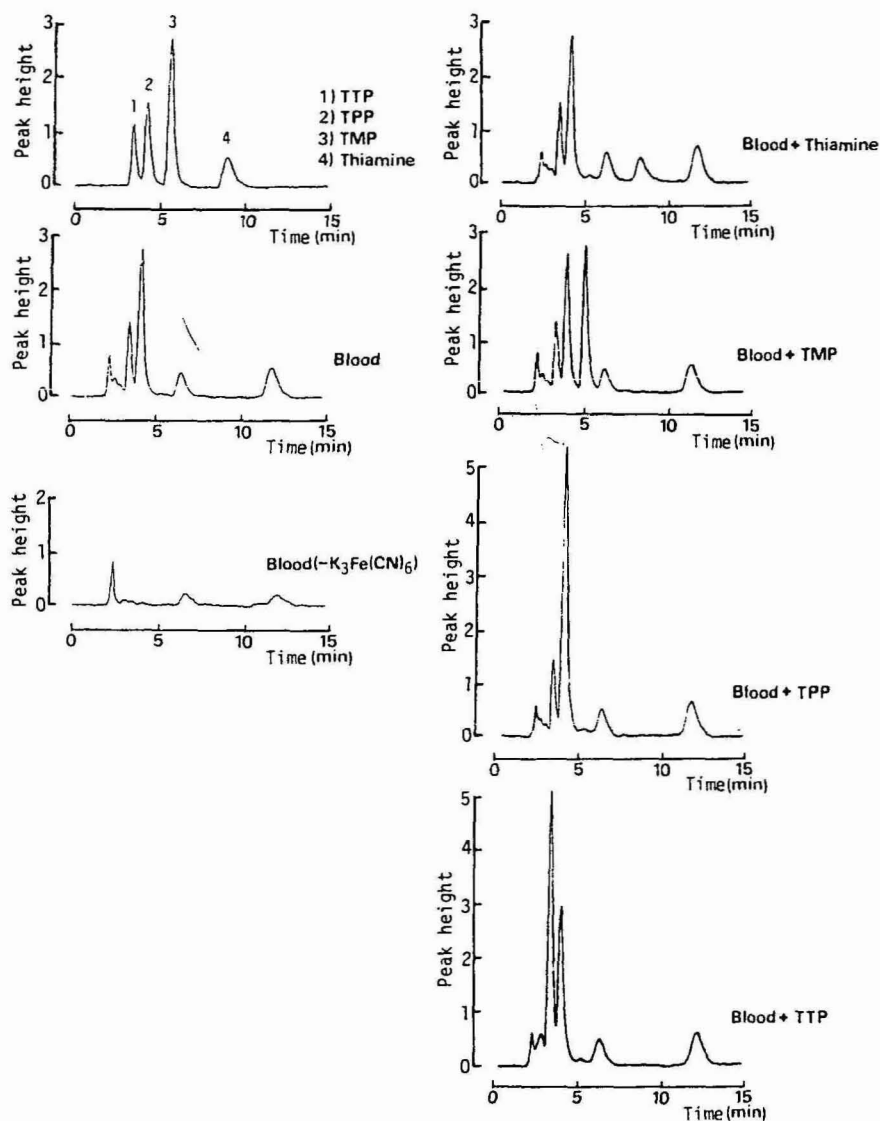 3
2
1
0
Peak height
1
2
3
4
1) TTP
2) TPP
3) TMP
4) Thiamine
0 5 10 15
Time(min)
3
2
1
0
Peak height
Blood
0 5 10 15
Time(min)
2
1
0
Peak height
Blood(-K₃Fe(CN)₆)
0 5 10 15
Time(min)
3
2
1
0
Peak height
Blood + Thiamine
0 5 10 15
Time(min)
3
2
1
0
Peak height
Blood + TMP
0 5 10 15
Time(min)
5
4
3
2
1
0
Peak height
Blood + TPP
0 5 10 15
Time(min)
5
4
3
2
1
0
Peak height
Blood + TTP
0 5 10 15
Time(min)